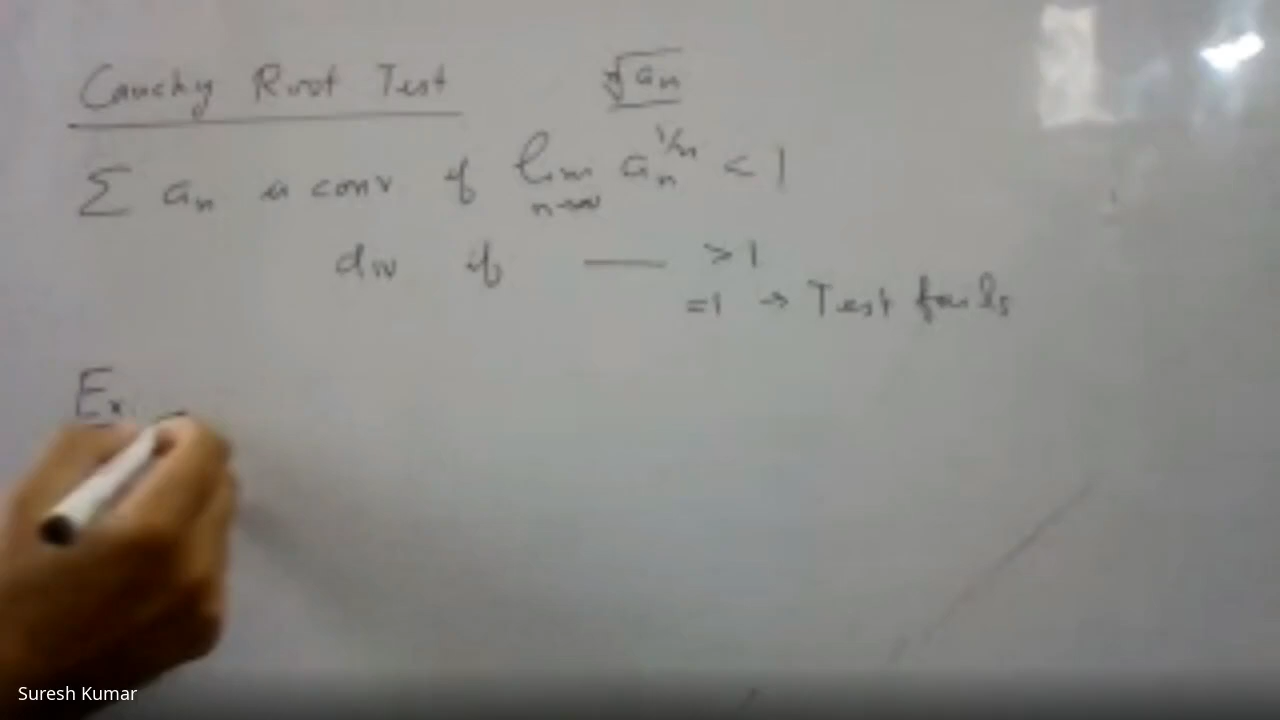 Cauchy Root Test ⁿ√aₙ
∑ aₙ is conv if lim n→∞ aₙ^1/n < 1
div if — > 1
=1 → Test fails
Ex.
Suresh Kumar